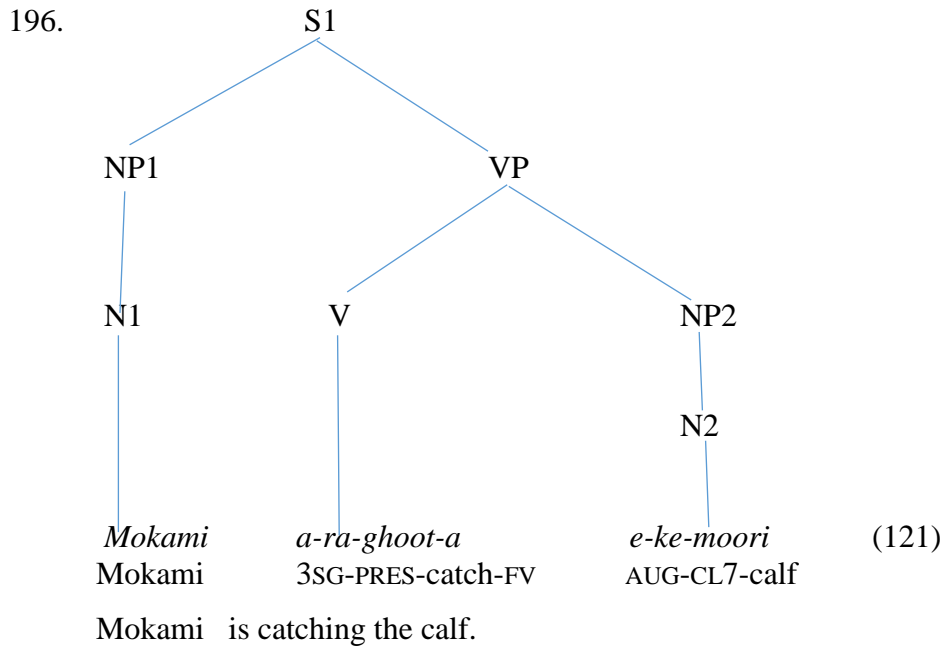 196. S1
NP1 VP
N1 V NP2
N2
Mokami a-ra-ghoot-a e-ke-moori (121)
Mokami 3SG-PRES-catch-FV AUG-CL7-calf
Mokami is catching the calf.